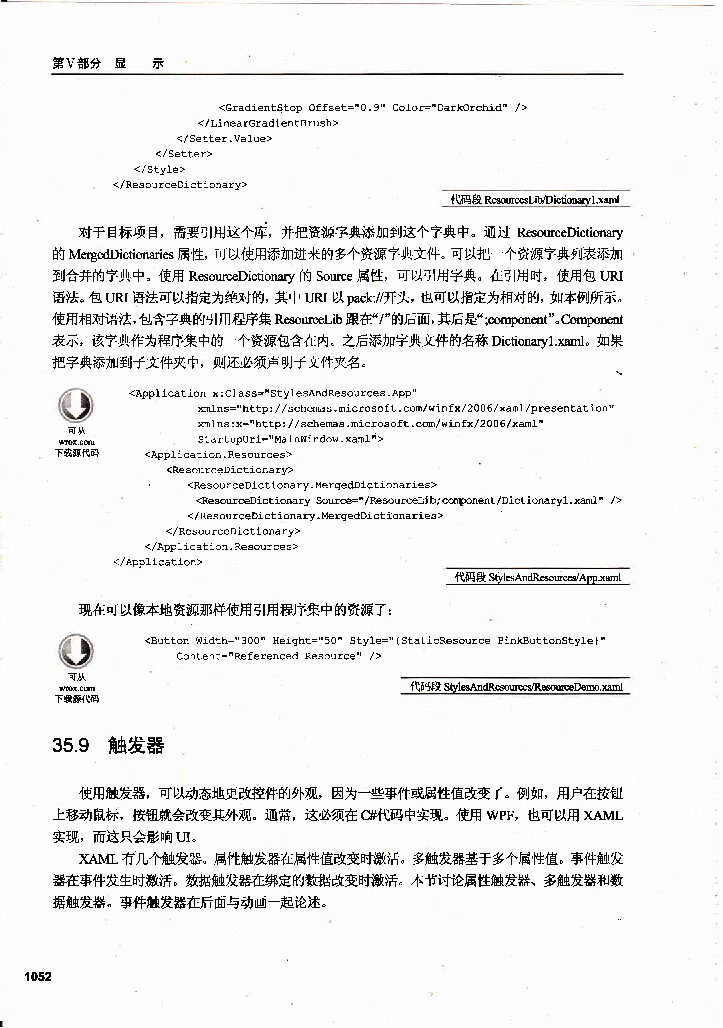 第V部分 显 示
<GradientStop Offset="0.9" Color="DarkOrchid" />
</LinearGradientBrush>
</Setter.Value>
</Setter>
</Style>
</ResourceDictionary>
代码段 ResourcesLib/Dictionary1.xaml
对于目标项目，需要引用这个库，并把资源字典添加到这个字典中。通过 ResourceDictionary
的 MergedDictionaries 属性，可以使用添加进来的多个资源字典文件。可以把一个资源字典列表添加
到合并的字典中。使用 ResourceDictionary 的 Source 属性，可以引用字典。在引用时，使用包 URI
语法。包 URI 语法可以指定为绝对的，其中 URI 以 pack://开头，也可以指定为相对的，如本例所示。
使用相对语法，包含字典的引用程序集 ResourceLib 跟在“/”的后面，其后是“;component”。Component
表示，该字典作为程序集中的一个资源包含在内。之后添加字典文件的名称 Dictionary1.xaml。如果
把字典添加到子文件夹中，则还必须声明子文件夹名。
可从
wrox.com
下载源代码
<Application x:Class="StylesAndResources.App"
xmlns="http://schemas.microsoft.com/winfx/2006/xaml/presentation"
xmlns:x="http://schemas.microsoft.com/winfx/2006/xaml"
StartupUri="MainWindow.xaml">
<Application.Resources>
<ResourceDictionary>
<ResourceDictionary.MergedDictionaries>
<ResourceDictionary Source="/ResourceLib;component/Dictionary1.xaml" />
</ResourceDictionary.MergedDictionaries>
</ResourceDictionary>
</Application.Resources>
</Application>
代码段 StylesAndResources/App.xaml
现在可以像本地资源那样使用引用程序集中的资源了：
可从
wrox.com
下载源代码
<Button Width="300" Height="50" Style="{StaticResource PinkButtonStyle}"
Content="Referenced Resource" />
代码段 StylesAndResources/ResourceDemo.xaml
35.9 触发器
使用触发器，可以动态地更改控件的外观，因为一些事件或属性值改变了。例如，用户在按钮
上移动鼠标，按钮就会改变其外观。通常，这必须在 C#代码中实现。使用 WPF，也可以用 XAML
实现，而这只会影响 UI。
XAML 有几个触发器。属性触发器在属性值改变时激活。多触发器基于多个属性值。事件触发
器在事件发生时激活。数据触发器在绑定的数据改变时激活。本节讨论属性触发器、多触发器和数
据触发器。事件触发器在后面与动画一起论述。
1052